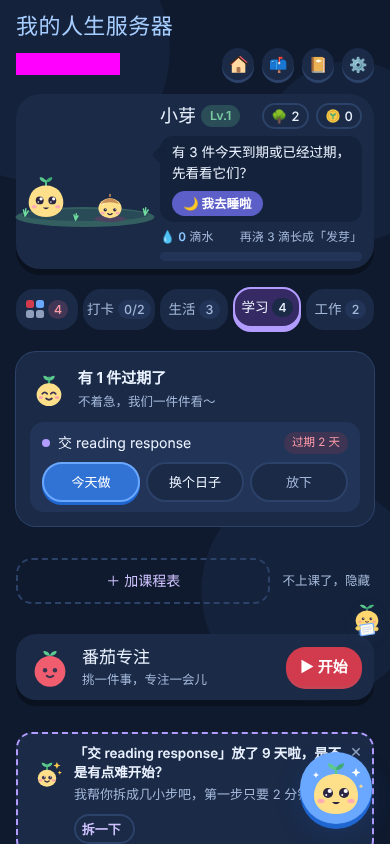 我的人生服务器
小芽 Lv.1 2 0
有 3 件今天到期或已经过期，
先看看它们？
我去睡啦
0 滴水 再浇 3 滴长成「发芽」
4 打卡 0/2 生活 3 学习 4 工作 2
有 1 件过期了
不着急，我们一件件看～
交 reading response 过期 2 天
今天做 换个日子 放下
＋ 加课程表 不上课了，隐藏
番茄专注
挑一件事，专注一会儿
开始
「交 reading response」放了 9 天啦，是不
是有点难开始？
我帮你拆成几小步吧，第一步只要 2 分
拆一下